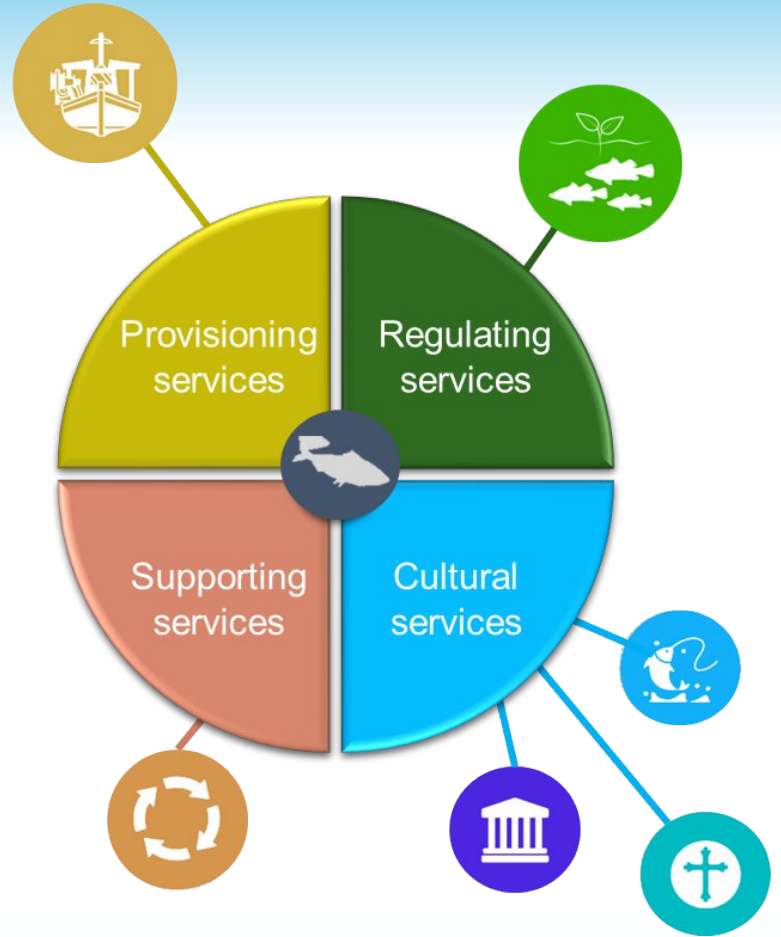 Provisioning
services
Regulating
services
Supporting
services
Cultural
services